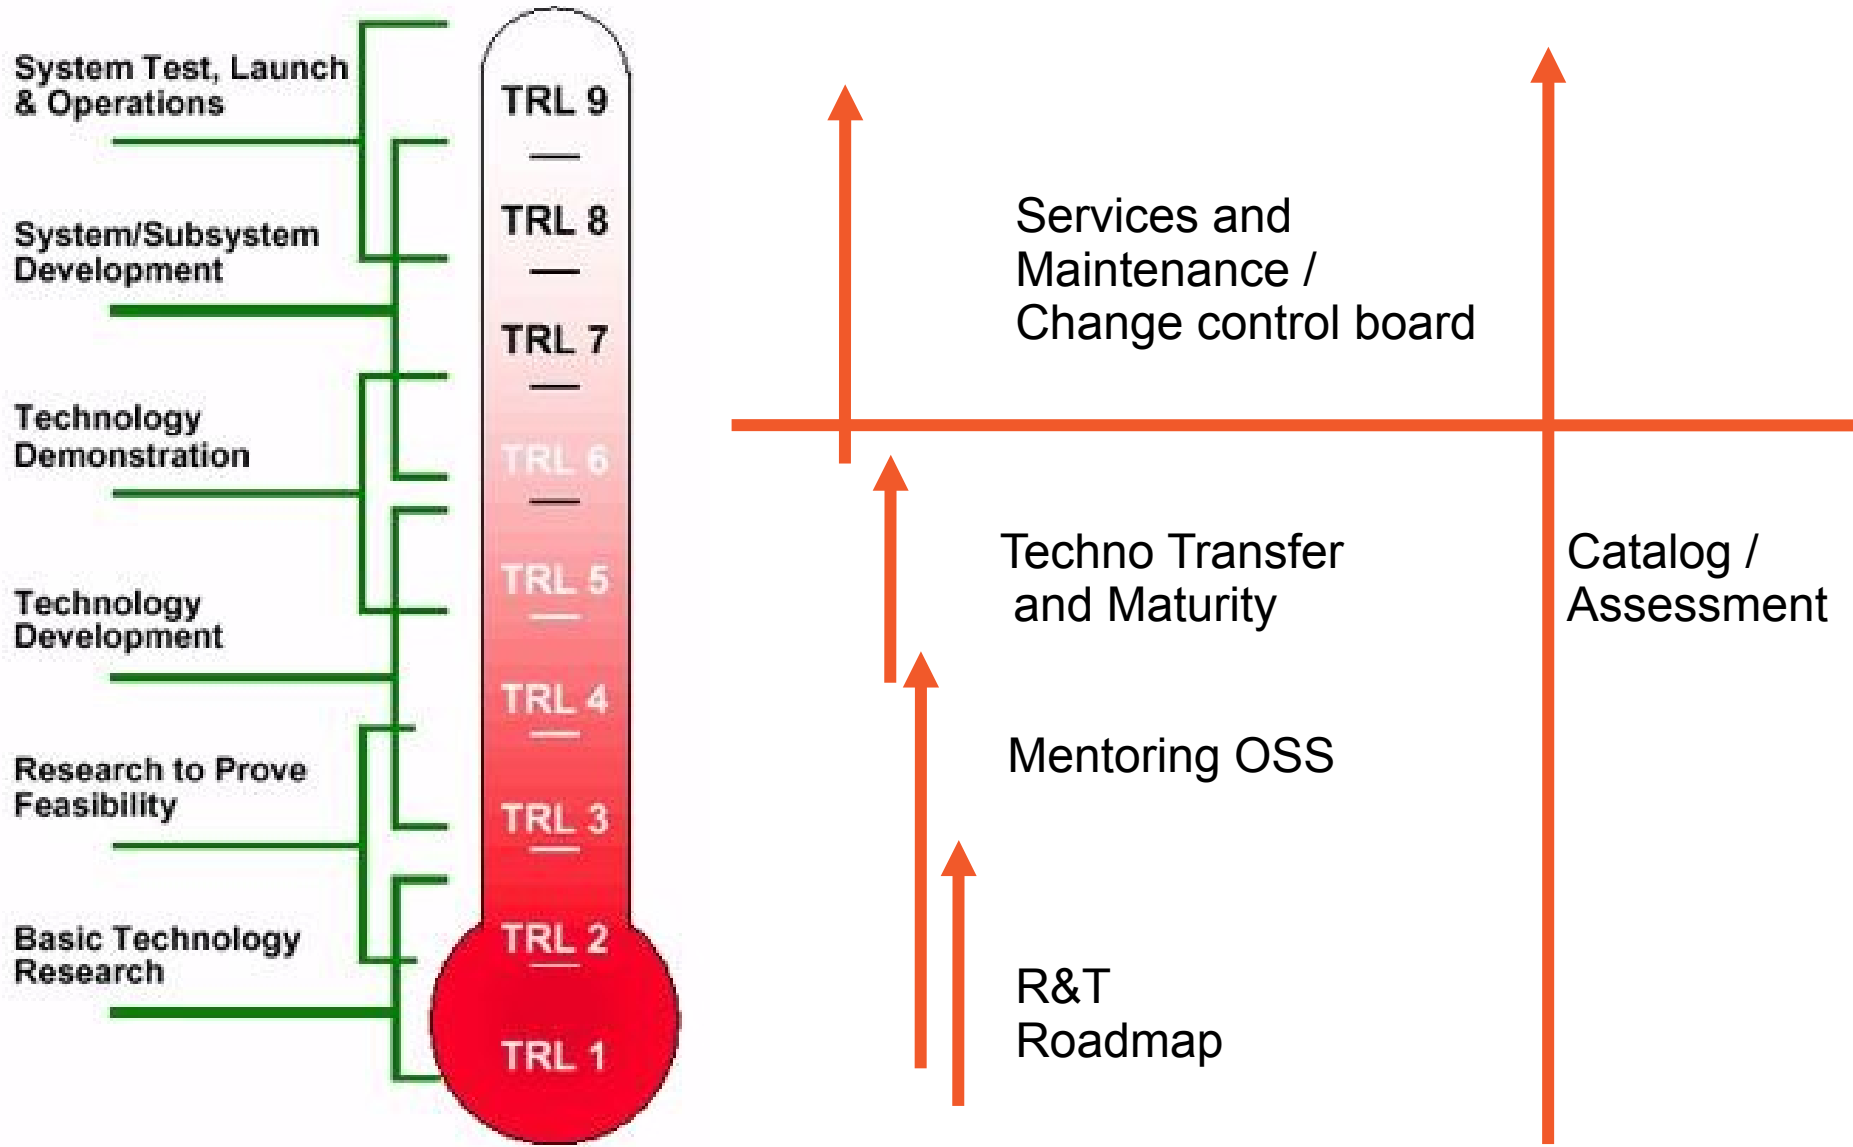 System Test, Launch
& Operations
System/Subsystem
Development
Technology
Demonstration
Technology
Development
Research to Prove
Feasibility
Basic Technology
Research
TRL 9
TRL 8
TRL 7
TRL 6
TRL 5
TRL 4
TRL 3
TRL 2
TRL 1
Services and
Maintenance /
Change control board
Techno Transfer
and Maturity
Mentoring OSS
R&T
Roadmap
Catalog /
Assessment